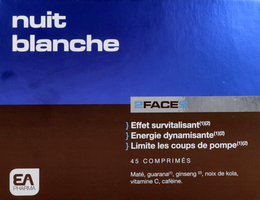 nuit
blanche
2FACE
} Effet survitalisant(1)(2)
} Energie dynamisante(1)(2)
} Limite les coups de pompe(1)(2)
45 COMPRIMÉS
Maté, guarana(1), ginseng (2), noix de kola,
vitamine C, caféine.
EA
PHARMA